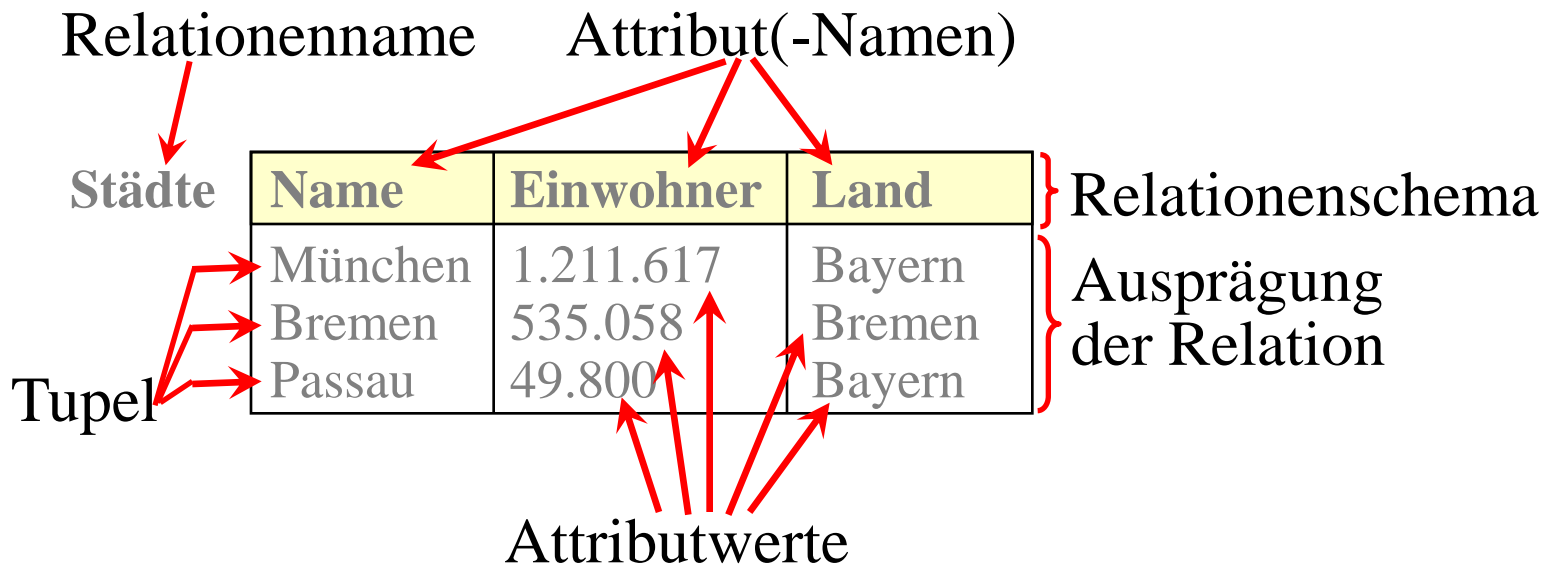 Relationenname Attribut(-Namen)
Städte Name Einwohner Land Relationenschema
München 1.211.617 Bayern
Bremen 535.058 Bremen
Passau 49.800 Bayern
Ausprägung
der Relation
Tupel
Attributwerte